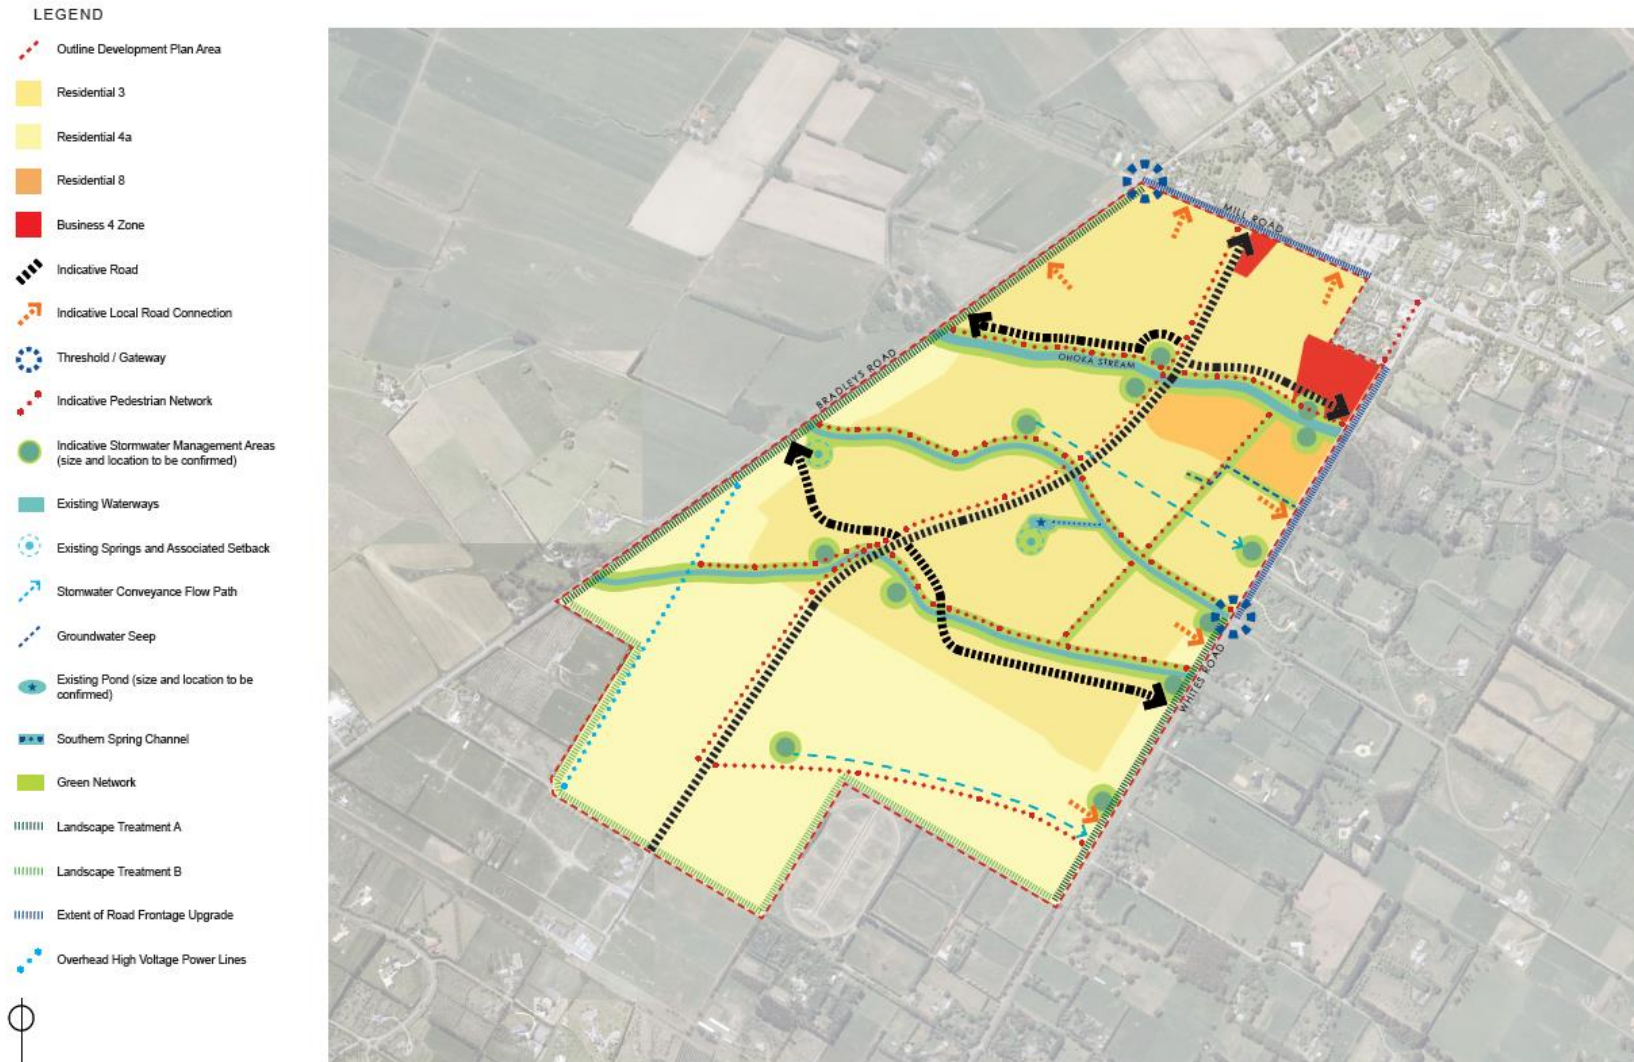 LEGEND
Outline Development Plan Area
Residential 3
Residential 4a
Residential 8
Business 4 Zone
Indicative Road
Indicative Local Road Connection
Threshold / Gateway
Indicative Pedestrian Network
Indicative Stormwater Management Areas
(size and location to be confirmed)
Existing Waterways
Existing Springs and Associated Setback
Stomwater Conveyance Flow Path
Groundwater Seep
Existing Pond (size and location to be
confirmed)
Southern Spring Channel
Green Network
Landscape Treatment A
Landscape Treatment B
Extent of Road Frontage Upgrade
Overhead High Voltage Power Lines
MILL ROAD
BRADLEYS ROAD
OHOKA STREAM
WHITES ROAD